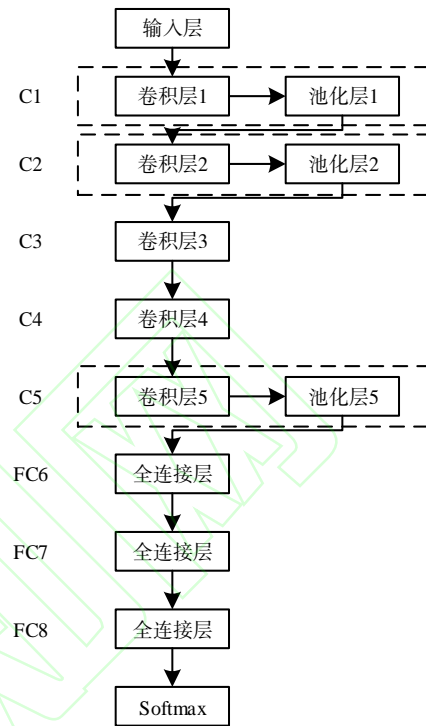 输入层
C1 卷积层1 池化层1
C2 卷积层2 池化层2
C3 卷积层3
C4 卷积层4
C5 卷积层5 池化层5
FC6 全连接层
FC7 全连接层
FC8 全连接层
Softmax